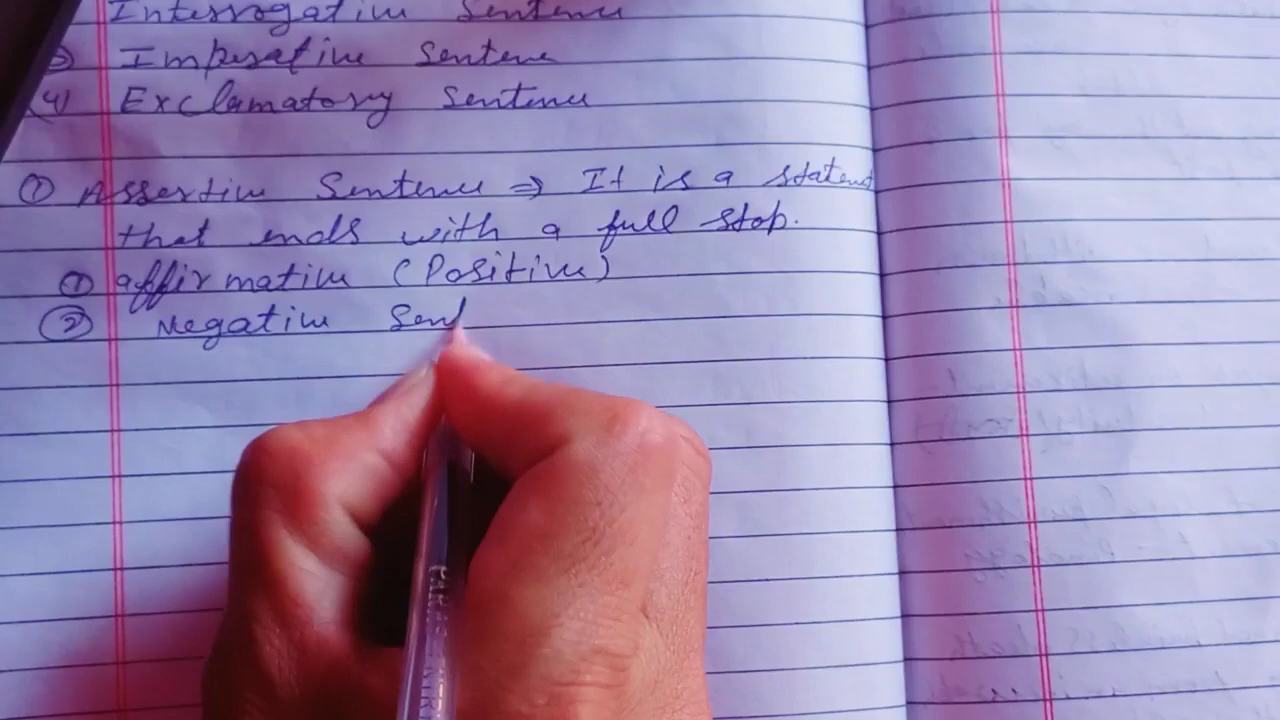 Interrogative Sentence
③ Imperative Sentence
(4) Exclamatory Sentence
① Assertive Sentence ⇒ It is a statement
that ends with a full stop.
① affirmative (Positive)
② Negative Sent